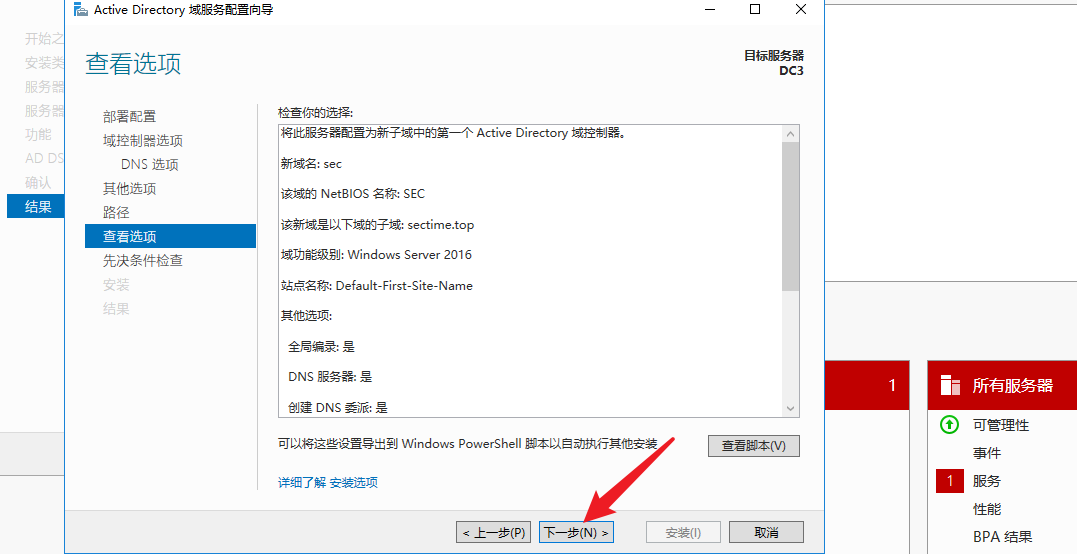 Active Directory 域服务配置向导
查看选项
目标服务器
DC3
开始之
安装类
服务器
服务器
功能
AD DS
确认
结果
部署配置
域控制器选项
DNS 选项
其他选项
路径
查看选项
先决条件检查
安装
结果
检查你的选择:
将此服务器配置为新子域中的第一个 Active Directory 域控制器。
新域名: sec
该域的 NetBIOS 名称: SEC
该新域是以下域的子域: sectime.top
域功能级别: Windows Server 2016
站点名称: Default-First-Site-Name
其他选项:
全局编录: 是
DNS 服务器: 是
创建 DNS 委派: 是
可以将这些设置导出到 Windows PowerShell 脚本以自动执行其他安装
查看脚本(V)
详细了解 安装选项
< 上一步(P)
下一步(N) >
安装(I)
取消
1
所有服务器
可管理性
事件
1 服务
性能
BPA 结果